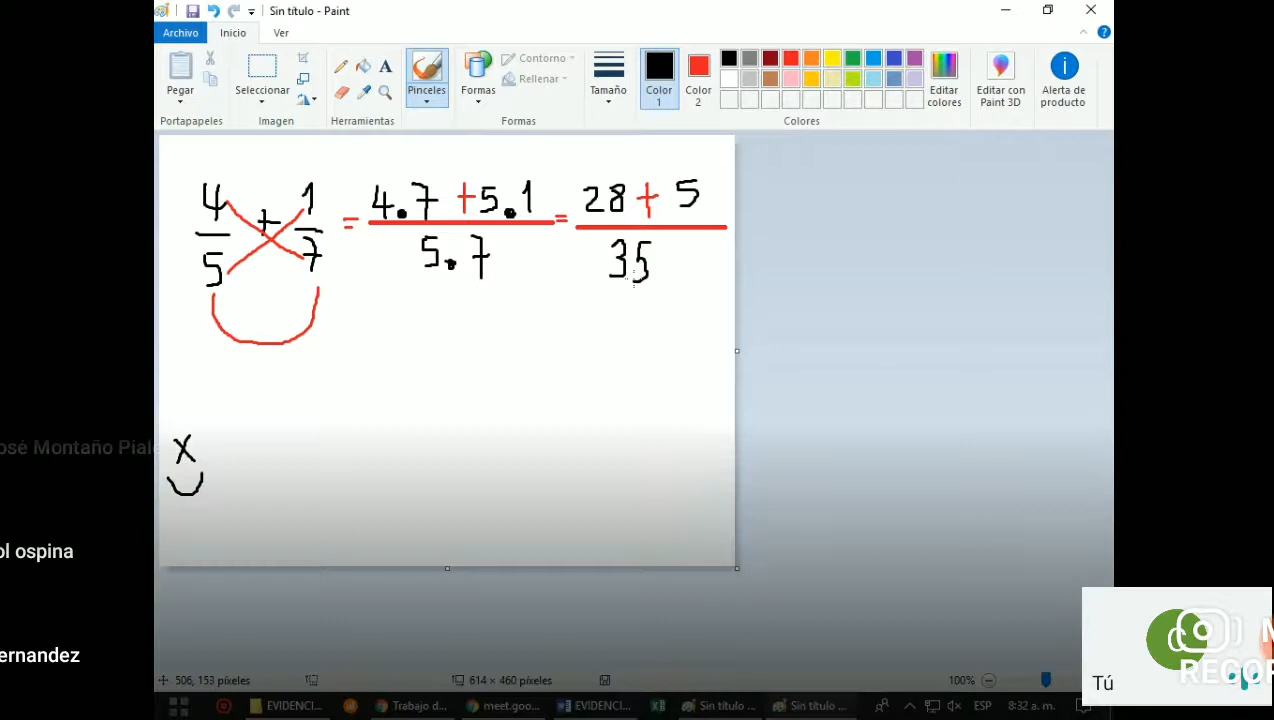 Sin título - Paint
Archivo Inicio Ver
Pegar
Seleccionar
Pinceles
Formas
Contorno
Rellenar
Tamaño
Color 1
Color 2
Editar colores
Editar con Paint 3D
Alerta de producto
Portapapeles Imagen Herramientas Formas Colores
4/5 + 1/7 = 4.7 + 5.1 / 5.7 = 28 + 5 / 35
osé Montaño Piale
X
ol ospina
ernandez
Tú
RECOR
506, 153 píxeles
614 × 460 píxeles
100%
EVIDENCI...
Trabajo d...
meet.goo...
EVIDENCI...
Sin título ...
Sin título ...
ESP
8:32 a. m.